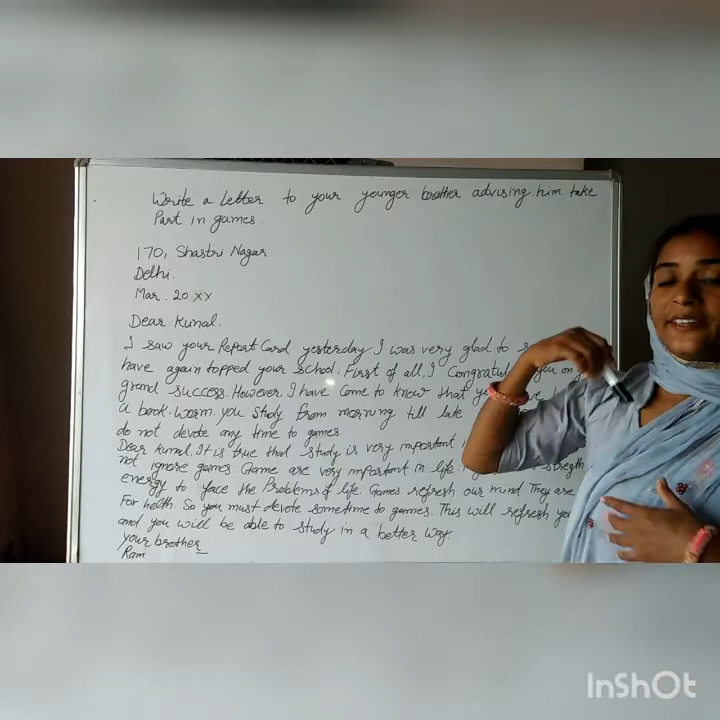 Write a Letter to your younger brother advising him take
Part in games.
170, Shastri Nagar
Delhi.
Mar. 20XX
Dear Kunal.
I saw your Report Card yesterday I was very glad to
have again topped your school. First of all, I Congratul you on
grand success. However, I have come to know that
a book-worm you study from morning till late
do not devote any time to games.
Dear Kunal. It is true that study is very important
not ignore games. Game are very important in life
energy to face the Problems of life. Games refresh our mind. They are
For health. So you must devote sometime to games. This will refresh
and you will be able to study in a better way.
your brother
Ram
InShOt